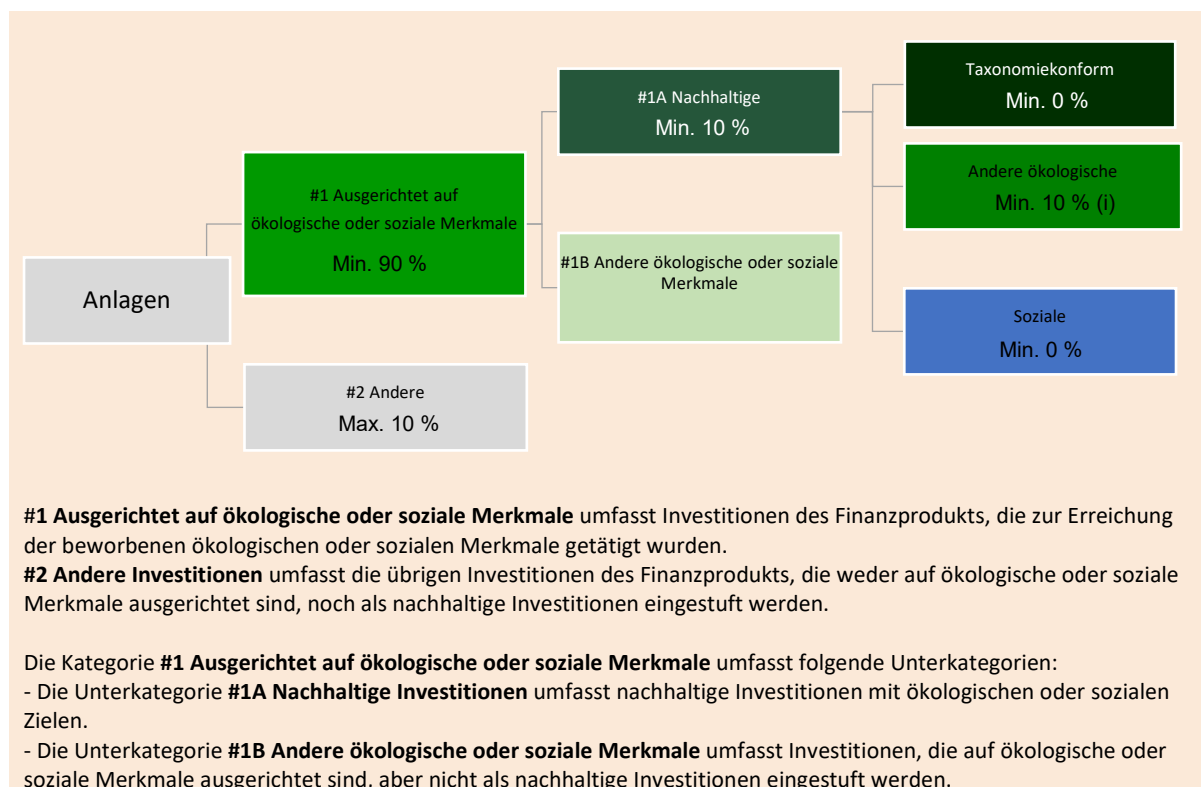 Anlagen
#1 Ausgerichtet auf
ökologische oder soziale Merkmale
Min. 90 %
#2 Andere
Max. 10 %
#1A Nachhaltige
Min. 10 %
#1B Andere ökologische oder soziale
Merkmale
Taxonomiekonform
Min. 0 %
Andere ökologische
Min. 10 % (i)
Soziale
Min. 0 %
#1 Ausgerichtet auf ökologische oder soziale Merkmale umfasst Investitionen des Finanzprodukts, die zur Erreichung
der beworbenen ökologischen oder sozialen Merkmale getätigt wurden.
#2 Andere Investitionen umfasst die übrigen Investitionen des Finanzprodukts, die weder auf ökologische oder soziale
Merkmale ausgerichtet sind, noch als nachhaltige Investitionen eingestuft werden.
Die Kategorie #1 Ausgerichtet auf ökologische oder soziale Merkmale umfasst folgende Unterkategorien:
- Die Unterkategorie #1A Nachhaltige Investitionen umfasst nachhaltige Investitionen mit ökologischen oder sozialen
Zielen.
- Die Unterkategorie #1B Andere ökologische oder soziale Merkmale umfasst Investitionen, die auf ökologische oder
soziale Merkmale ausgerichtet sind, aber nicht als nachhaltige Investitionen eingestuft werden.